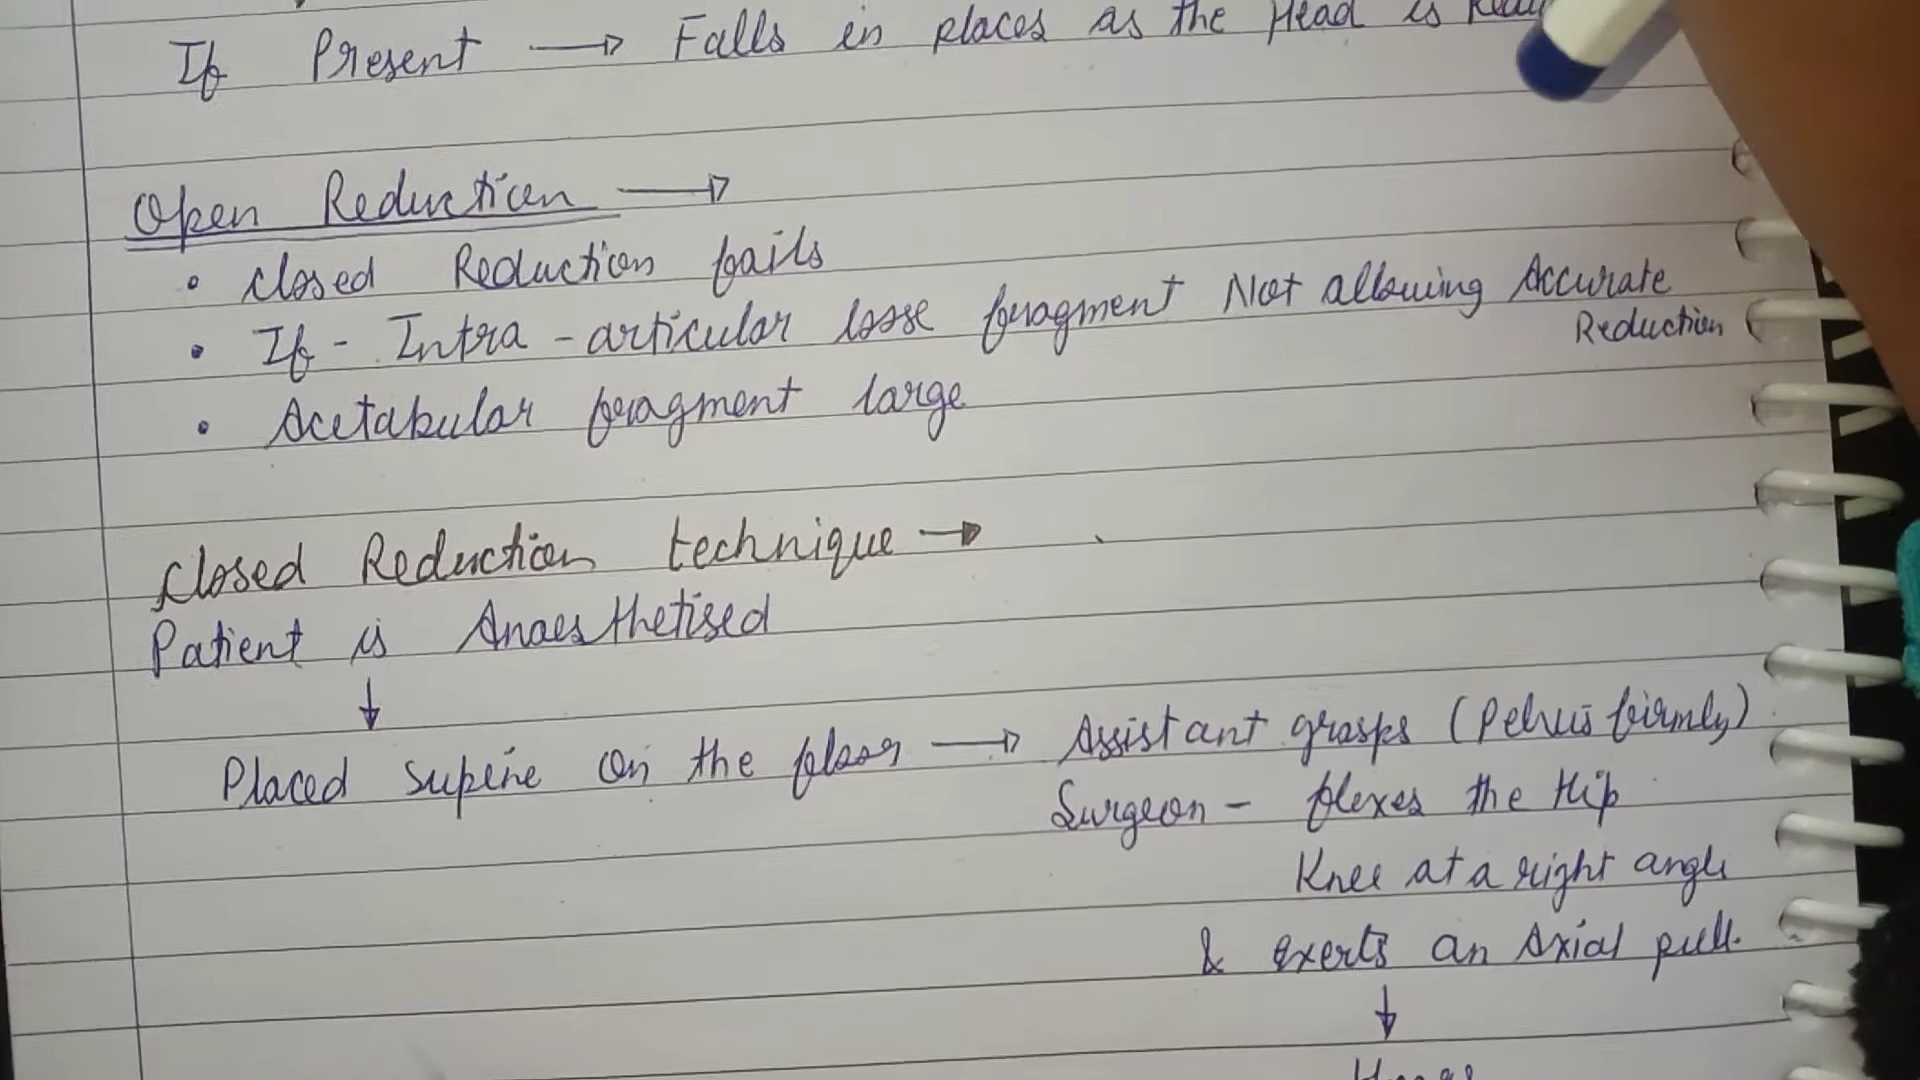 If Present → Falls in places as the Head is
Open Reduction →
• Closed Reduction fails
• If - Intra - articular loose fragment Not allowing Accurate
Reduction
• Acetabular fragment large
Closed Reduction technique →
Patient is Anaesthetised
↓
Placed supine on the floor → Assistant grasps (Pelvis firmly)
Surgeon - flexes the Hip
Knee at a right angle
& exerts an Axial pull.
↓